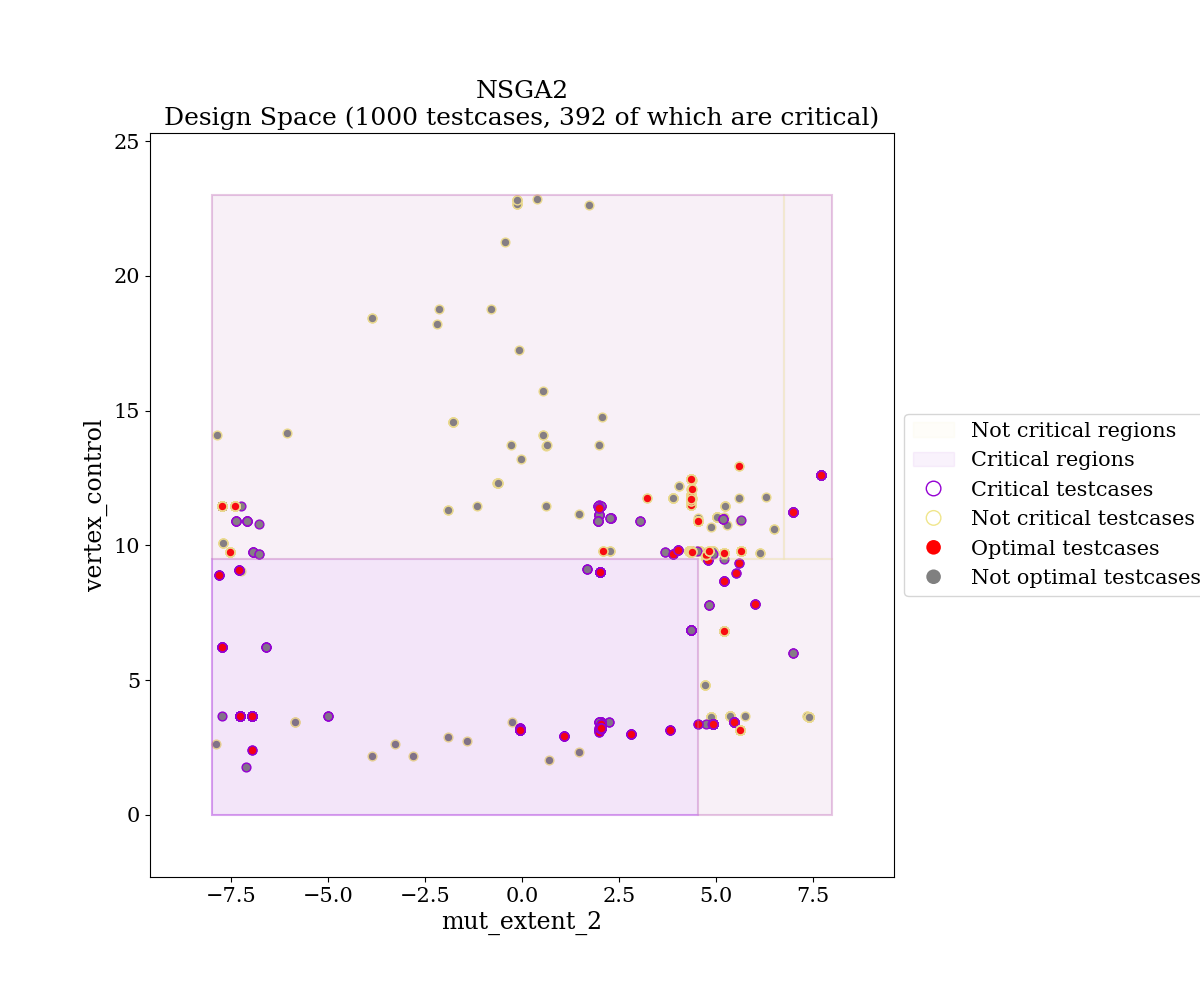 NSGA2
Design Space (1000 testcases, 392 of which are critical)
25
20
15
10
5
0
vertex_control
−7.5
−5.0
−2.5
0.0
2.5
5.0
7.5
mut_extent_2
Not critical regions
Critical regions
Critical testcases
Not critical testcases
Optimal testcases
Not optimal testcases